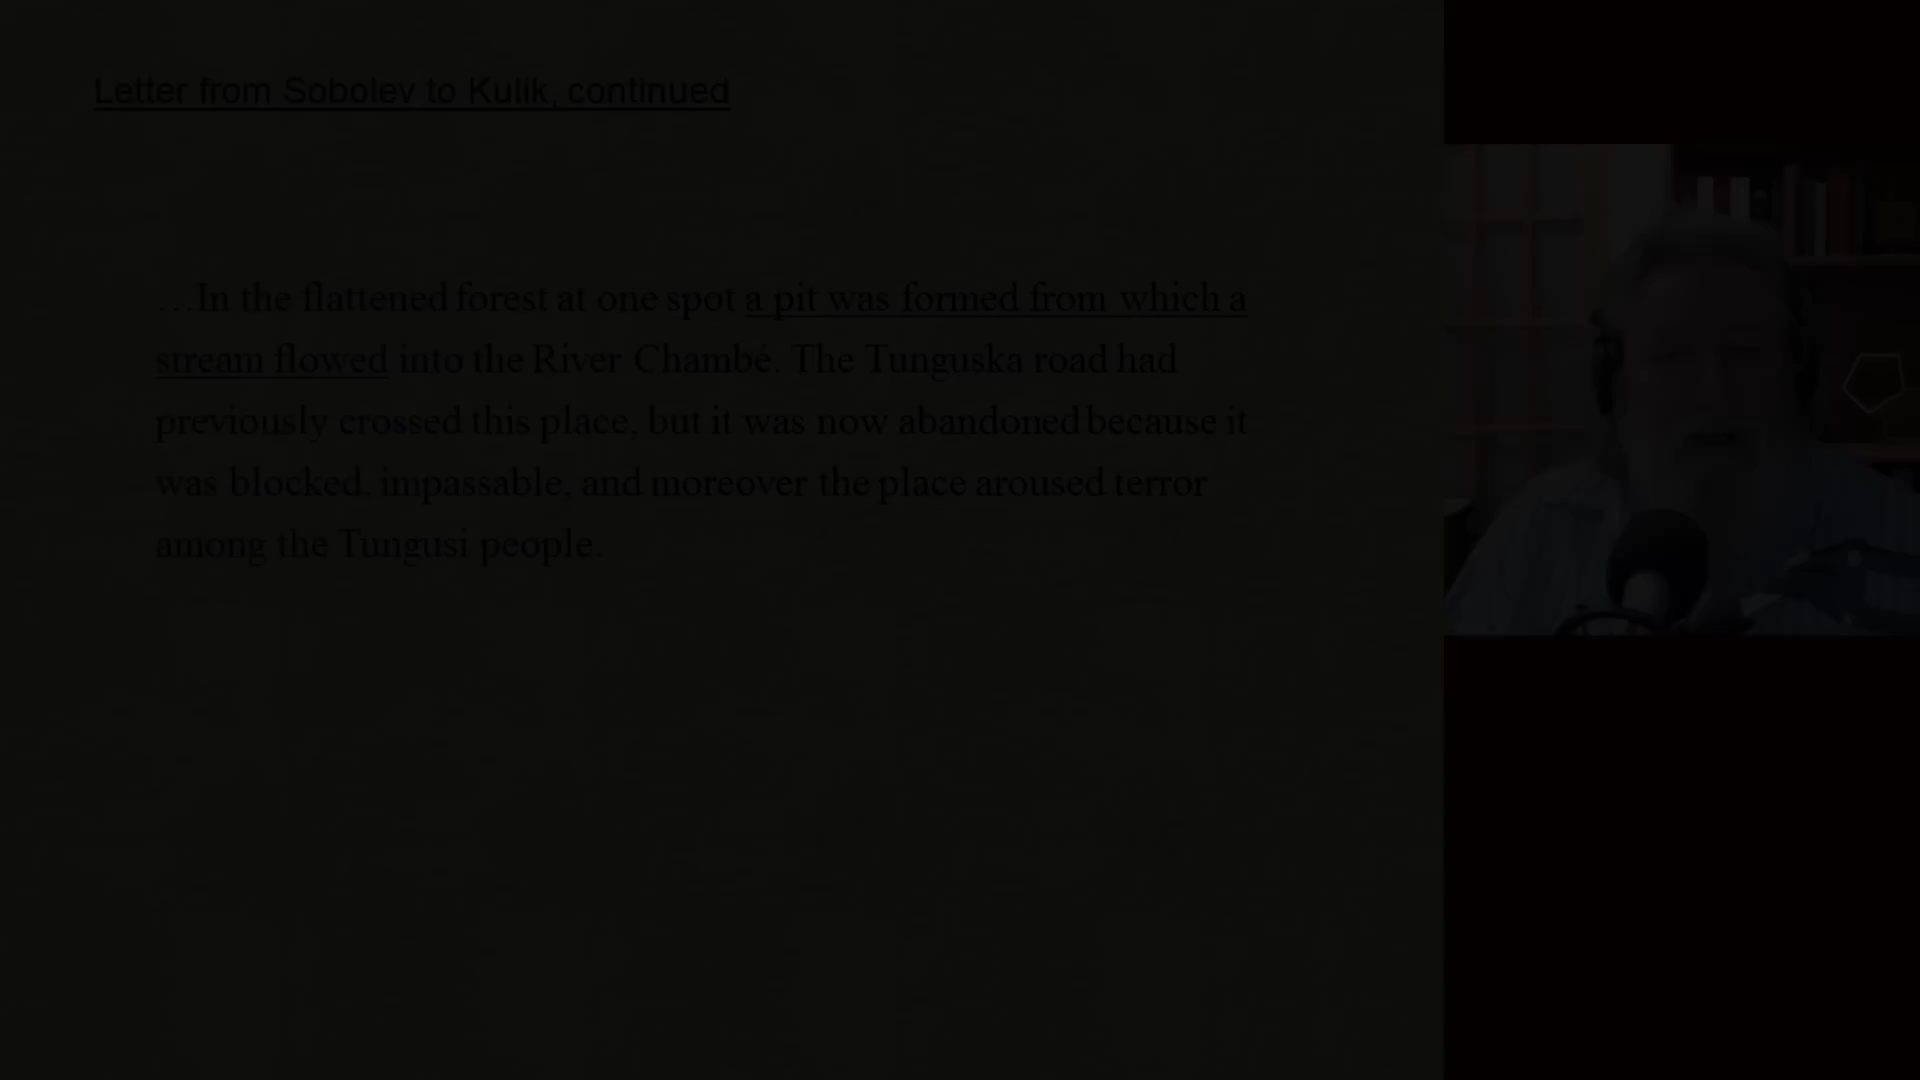 Letter from Sobolev to Kulik, continued
…In the flattened forest at one spot a pit was formed from which a
stream flowed into the River Chambé. The Tunguska road had
previously crossed this place, but it was now abandoned because it
was blocked, impassable, and moreover the place aroused terror
among the Tungusi people.